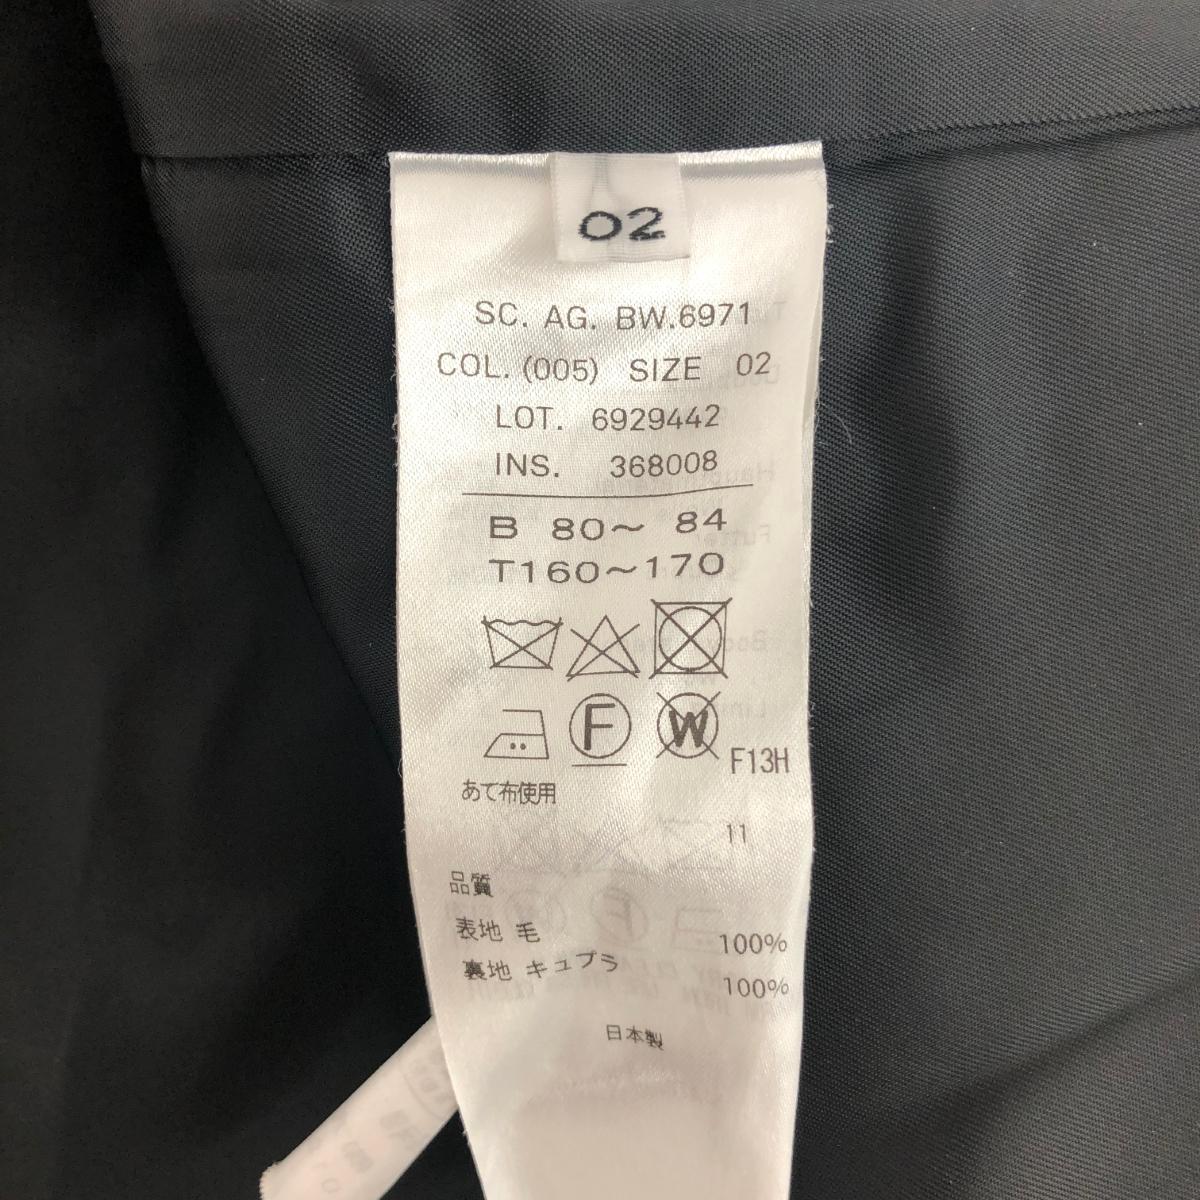 02
SC. AG. BW.6971
COL. (005) SIZE 02
LOT. 6929442
INS. 368008
B 80～ 84
T160～170
F
W
F13H
あて布使用
11
品質
表地 毛 100%
裏地 キュプラ 100%
日本製